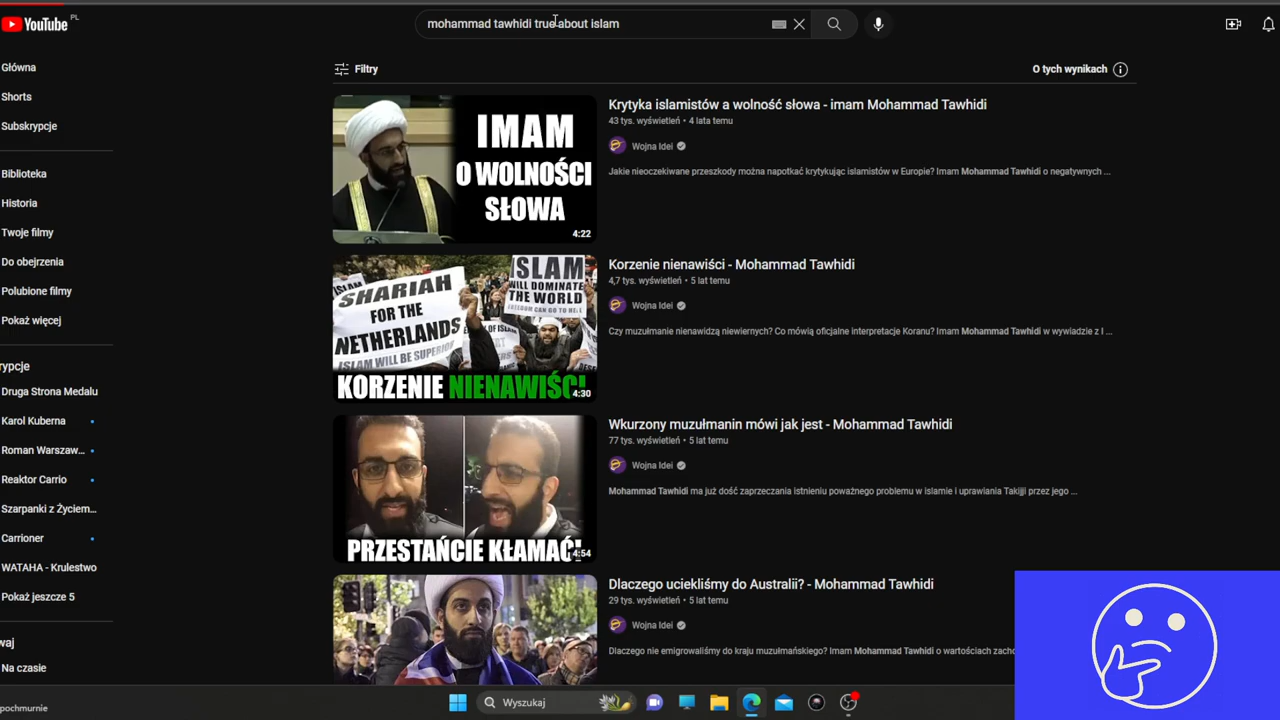 YouTube PL
mohammad tawhidi true about islam
Główna
Shorts
Subskrypcje
Biblioteka
Historia
Twoje filmy
Do obejrzenia
Polubione filmy
Pokaż więcej
rypcje
Druga Strona Medalu
Karol Kuberna
Roman Warszaw...
Reaktor Carrio
Szarpanki z Życiem...
Carrioner
WATAHA - Krulestwo
Pokaż jeszcze 5
waj
Na czasie
Filtry
O tych wynikach
IMAM
O WOLNOŚCI
SŁOWA
4:22
Krytyka islamistów a wolność słowa - imam Mohammad Tawhidi
43 tys. wyświetleń • 4 lata temu
Wojna Idei
Jakie nieoczekiwane przeszkody można napotkać krytykując islamistów w Europie? Imam Mohammad Tawhidi o negatywnych ...
SHARIAH
FOR THE
NETHERLANDS
ISLAM WILL BE SUPERIOR
ISLAM
WILL DOMINATE
THE WORLD
FREEDOM CAN GO TO HELL
KORZENIE NIENAWIŚCI
4:30
Korzenie nienawiści - Mohammad Tawhidi
4,7 tys. wyświetleń • 5 lat temu
Wojna Idei
Czy muzułmanie nienawidzą niewiernych? Co mówią oficjalne interpretacje Koranu? Imam Mohammad Tawhidi w wywiadzie z I ...
PRZESTAŃCIE KŁAMAĆ!
4:54
Wkurzony muzułmanin mówi jak jest - Mohammad Tawhidi
77 tys. wyświetleń • 5 lat temu
Wojna Idei
Mohammad Tawhidi ma już dość zaprzeczania istnieniu poważnego problemu w islamie i uprawiania Takijji przez jego ...
Dlaczego uciekliśmy do Australii? - Mohammad Tawhidi
29 tys. wyświetleń • 5 lat temu
Wojna Idei
Dlaczego nie emigrowaliśmy do kraju muzułmańskiego? Imam Mohammad Tawhidi o wartościach zacho
pochmurnie
Wyszukaj